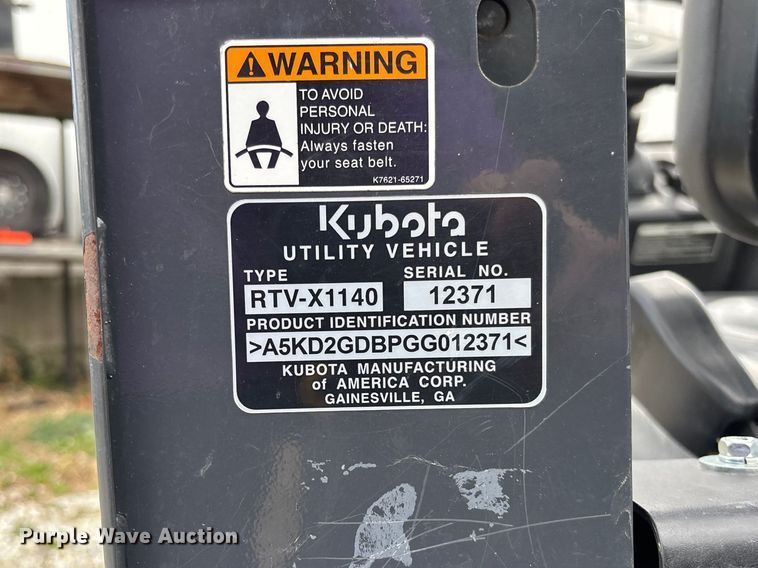 WARNING
TO AVOID
PERSONAL
INJURY OR DEATH:
Always fasten
your seat belt.
K7621-65271
Kubota
UTILITY VEHICLE
TYPE SERIAL NO.
RTV-X1140 12371
PRODUCT IDENTIFICATION NUMBER
>A5KD2GDBPGG012371<
KUBOTA MANUFACTURING
of AMERICA CORP.
GAINESVILLE, GA
Purple Wave Auction